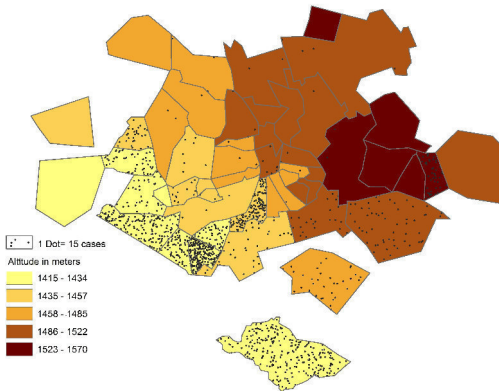 1 Dot= 15 cases
Altitude in meters
1415 - 1434
1435 - 1457
1458 - 1485
1486 - 1522
1523 - 1570